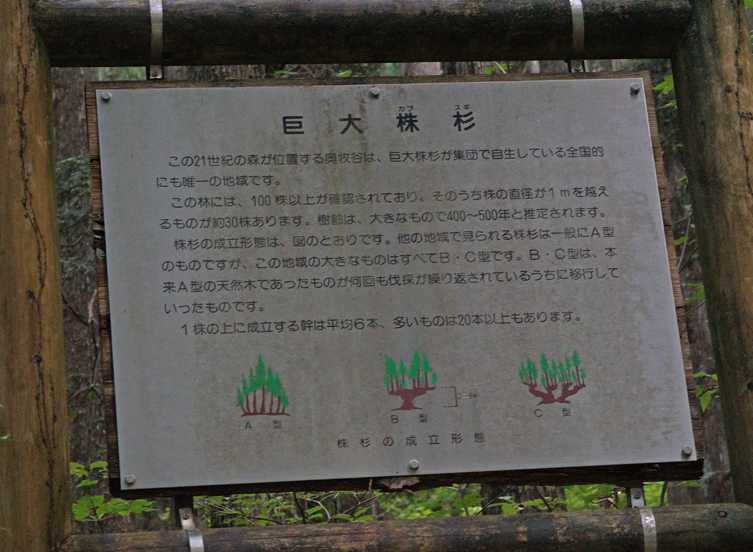 カブ スギ
巨大株杉
この21世紀の森が位置する奥牧谷は、巨大株杉が集団で自生している全国的
にも唯一の地域です。
この林には、100株以上が確認されており、そのうち株の直径が1mを越え
るものが約30株あります。樹齢は、大きなもので400～500年と推定されます。
株杉の成立形態は、図のとおりです。他の地域で見られる株杉は一般にA型
のものですが、この地域の大きなものはすべてB・C型です。B・C型は、本
来A型の天然木であったものが何回も伐採が繰り返されているうちに移行して
いったものです。
1株の上に成立する幹は平均6本、多いものは20本以上もあります。
A型
B型
C型
株杉の成立形態